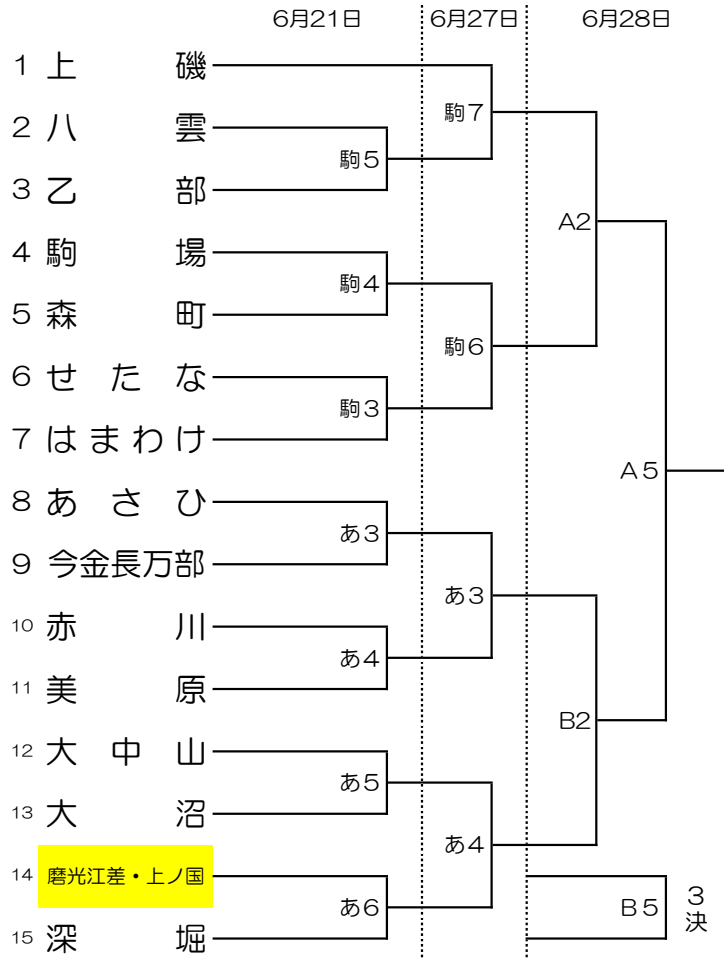 6月21日 6月27日 6月28日
1 上磯
駒7
2 八雲
駒5
3 乙部
A2
4 駒場
駒4
5 森町
駒6
6 せたな
駒3
7 はまわけ
A5
8 あさひ
あ3
9 今金長万部
あ3
10 赤川
あ4
11 美原
B2
12 大中山
あ5
13 大沼
あ4
14 磨光江差・上ノ国
あ6 B5 3決
15 深堀